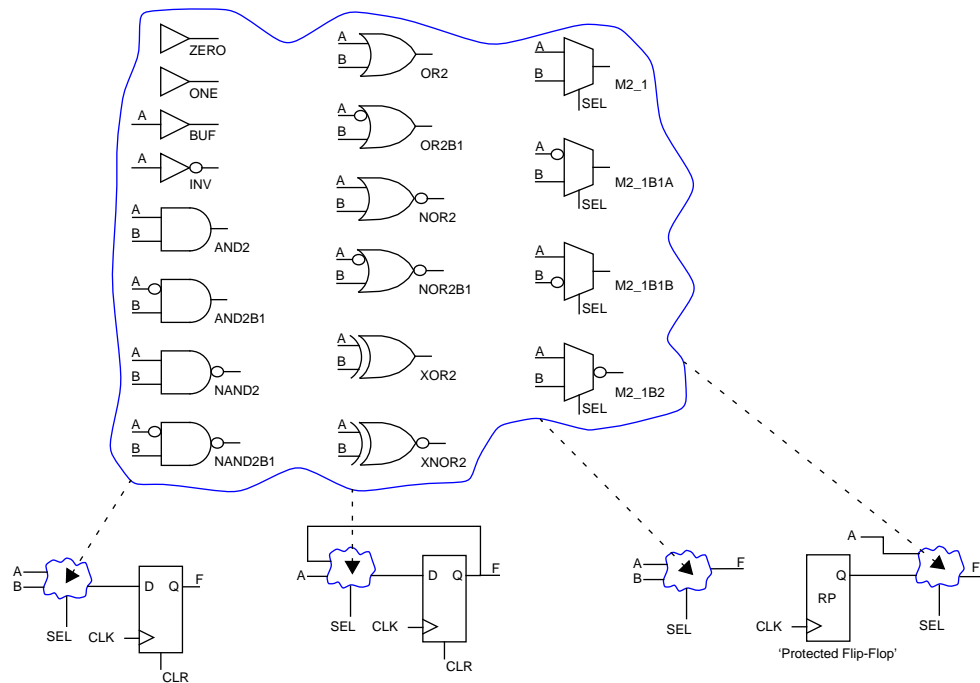 ZERO
ONE
A
BUF
A
INV
A
B
AND2
A
B
AND2B1
A
B
NAND2
A
B
NAND2B1
A
B
OR2
A
B
OR2B1
A
B
NOR2
A
B
NOR2B1
A
B
XOR2
A
B
XNOR2
A
B
M2_1
SEL
A
B
M2_1B1A
SEL
A
B
M2_1B1B
SEL
A
B
M2_1B2
SEL
A
B
SEL
D
Q
F
CLK
CLR
A
SEL
D
Q
F
CLK
CLR
A
B
F
SEL
A
Q
RP
CLK
F
SEL
‘Protected Flip-Flop’